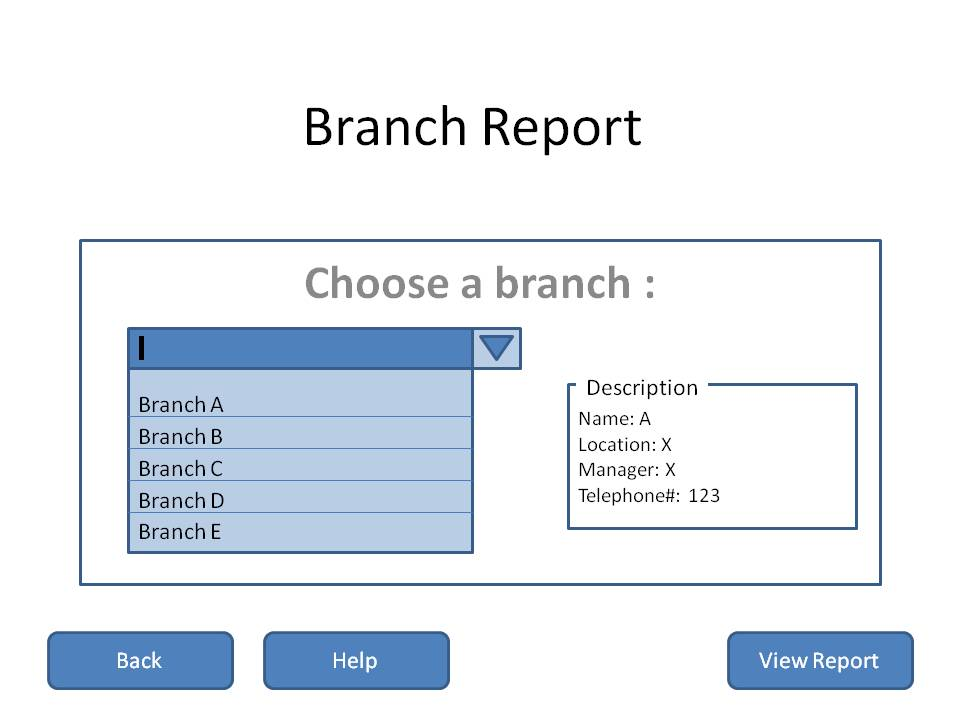 Branch Report
Choose a branch :
Branch A
Branch B
Branch C
Branch D
Branch E
Description
Name: A
Location: X
Manager: X
Telephone#: 123
Back
Help
View Report